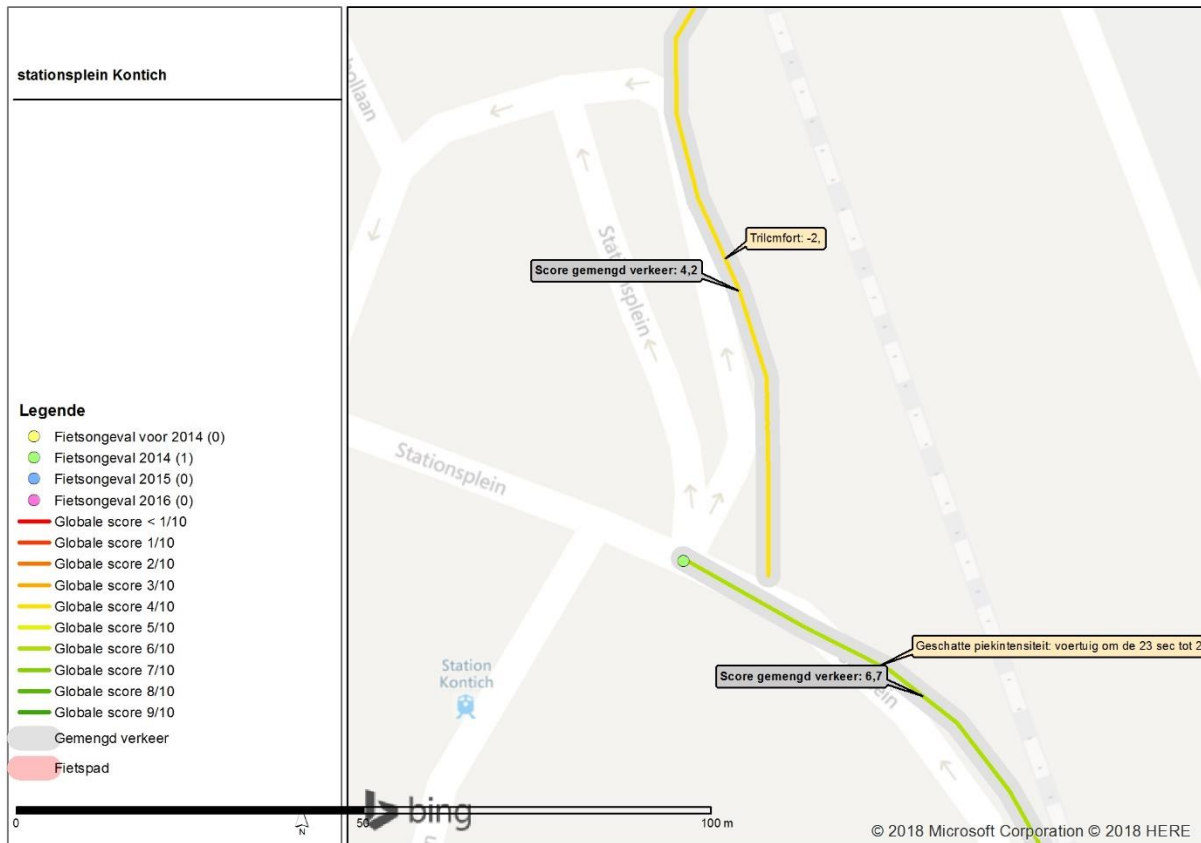 stationsplein Kontich
Legende
Fietsongeval voor 2014 (0)
Fietsongeval 2014 (1)
Fietsongeval 2015 (0)
Fietsongeval 2016 (0)
Globale score < 1/10
Globale score 1/10
Globale score 2/10
Globale score 3/10
Globale score 4/10
Globale score 5/10
Globale score 6/10
Globale score 7/10
Globale score 8/10
Globale score 9/10
Gemengd verkeer
Fietspad
Trilcmfort: -2,
Score gemengd verkeer: 4,2
Stationsplein
Stationsplein
Geschatte piekintensiteit: voertuig om de 23 sec tot 2
Score gemengd verkeer: 6,7
Station
Kontich
0
N
50
bing
100 m
© 2018 Microsoft Corporation © 2018 HERE